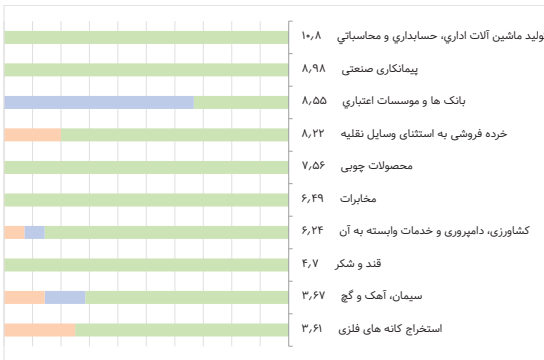 تولید ماشین آلات اداري، حسابداري و محاسباتي ۱۰٫۸
پیمانکاری صنعتی ۸٫۹۸
بانک ها و موسسات اعتباري ۸٫۵۵
خرده فروشی به استثنای وسایل نقلیه ۸٫۲۲
محصولات چوبی ۷٫۵۶
مخابرات ۶٫۴۹
کشاورزی، دامپروری و خدمات وابسته به آن ۶٫۲۴
قند و شکر ۴٫۷
سیمان، آهک و گچ ۳٫۶۷
استخراج کانه های فلزی ۳٫۶۱